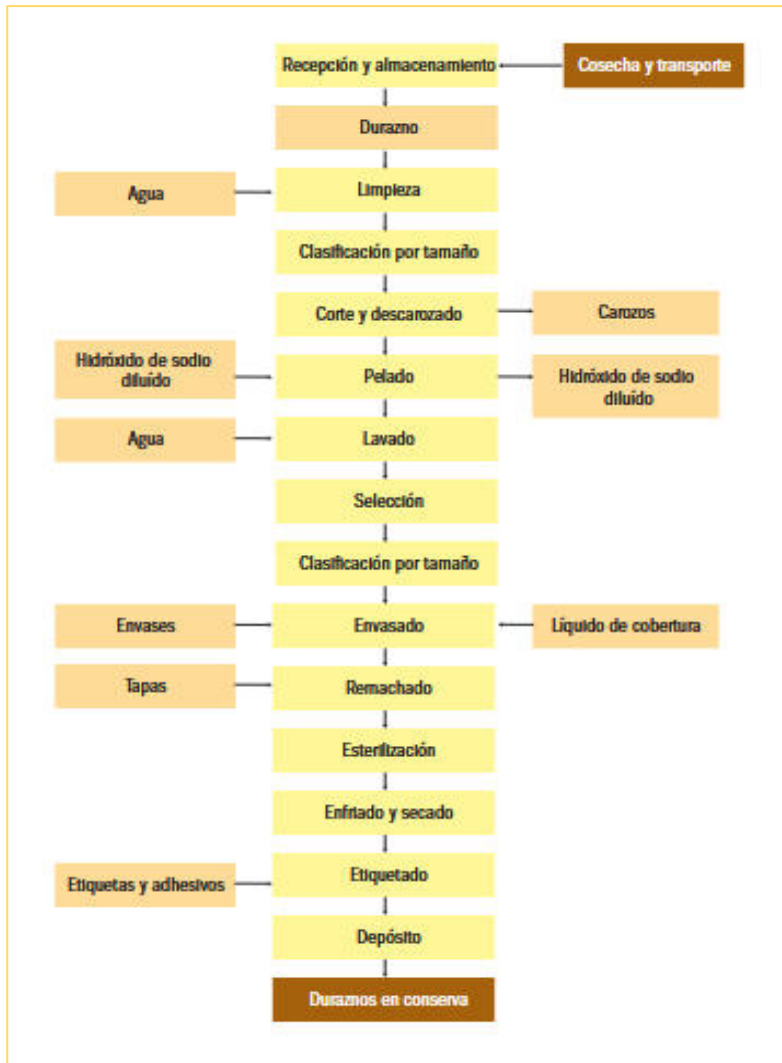 Recepción y almacenamiento
Cosecha y transporte
Durazno
Agua
Limpieza
Clasificación por tamaño
Corte y descarozado
Carozos
Hidróxido de sodio
diluído
Pelado
Hidróxido de sodio
diluído
Agua
Lavado
Selección
Clasificación por tamaño
Envases
Envasado
Líquido de cobertura
Tapas
Remachado
Esterilización
Enfriado y secado
Etiquetas y adhesivos
Etiquetado
Depósito
Duraznos en conserva